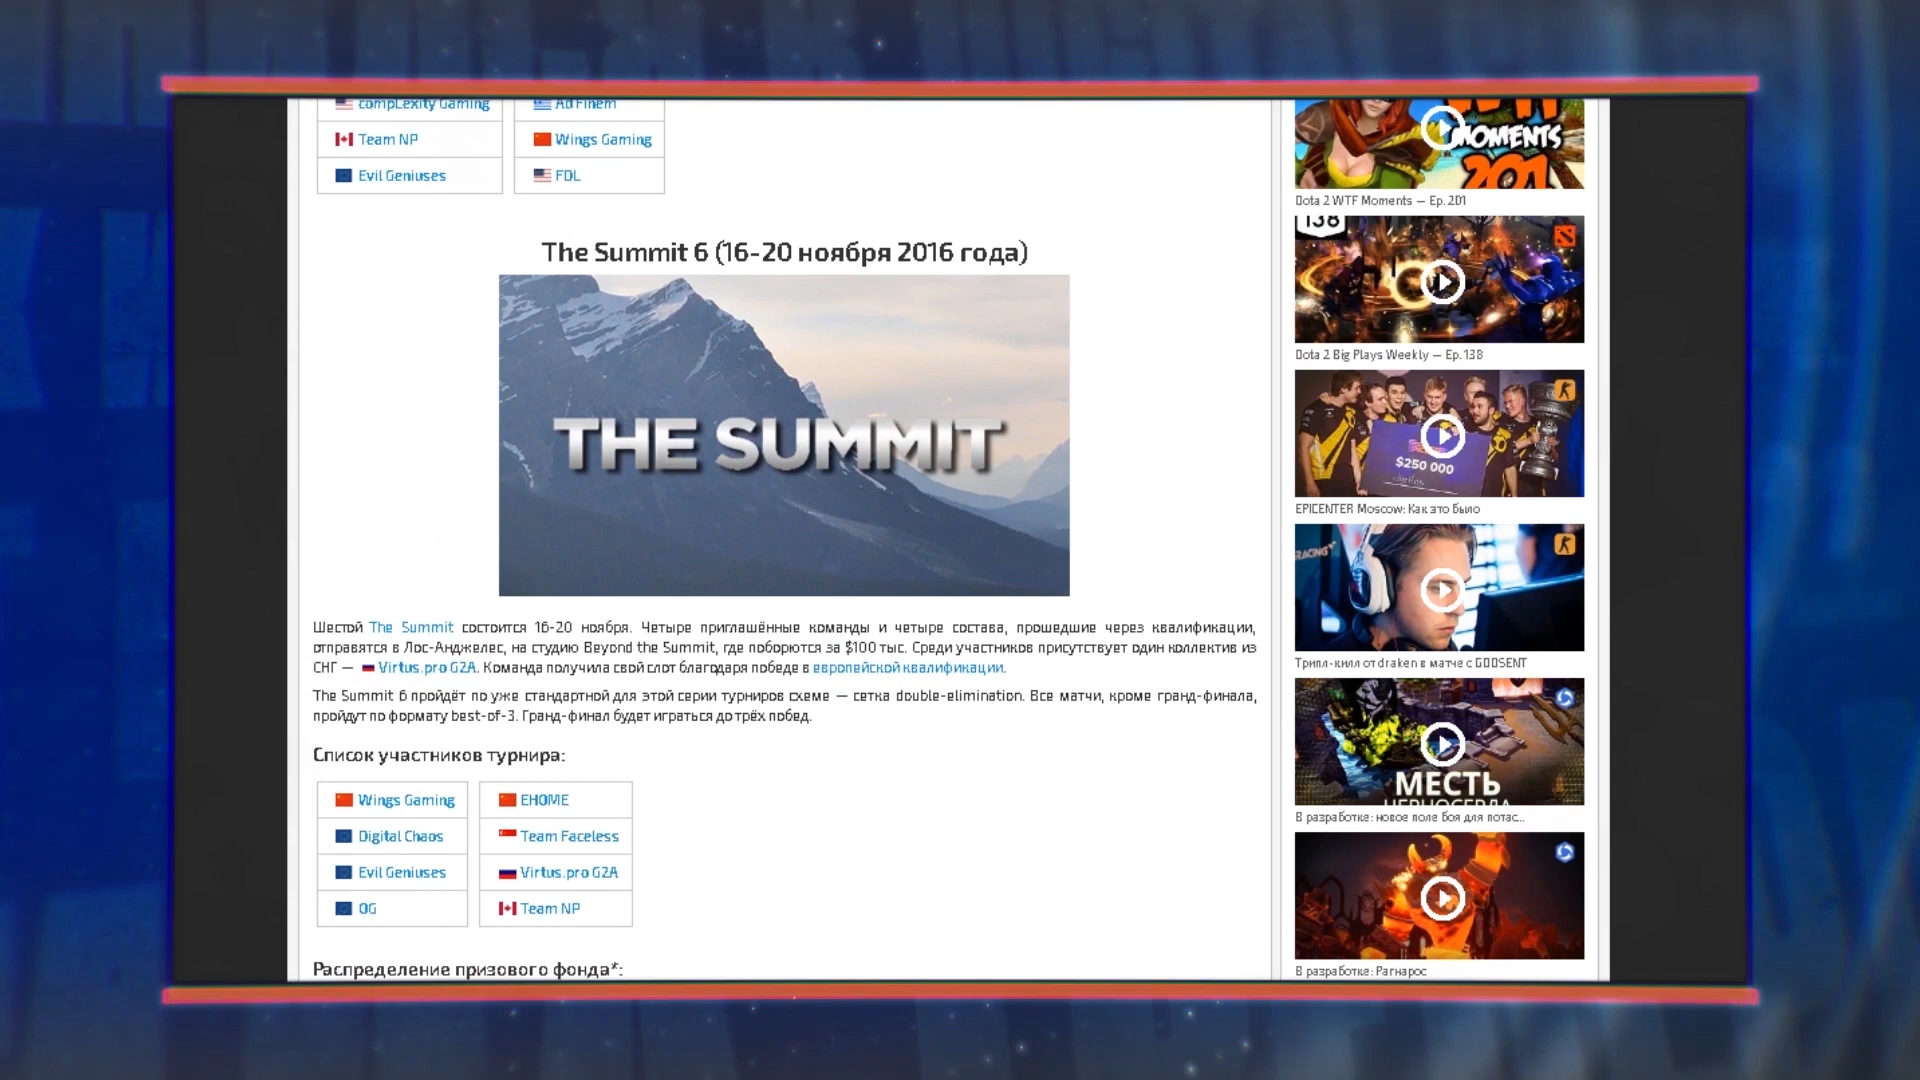 compLexity Gaming
Ad Finem
Team NP
Wings Gaming
Evil Geniuses
FDL
The Summit 6 (16-20 ноября 2016 года)
THE SUMMIT
Шестой The Summit состоится 16-20 ноября. Четыре приглашённые команды и четыре состава, прошедшие через квалификации,
отправятся в Лос-Анджелес, на студию Beyond the Summit, где поборются за $100 тыс. Среди участников присутствует один коллектив из
СНГ — Virtus.pro G2A. Команда получила свой слот благодаря победе в европейской квалификации.
The Summit 6 пройдёт по уже стандартной для этой серии турниров схеме — сетка double-elimination. Все матчи, кроме гранд-финала,
пройдут по формату best-of-3. Гранд-финал будет играться до трёх побед.
Список участников турнира:
Wings Gaming
EHOME
Digital Chaos
Team Faceless
Evil Geniuses
Virtus.pro G2A
OG
Team NP
Распределение призового фонда*:
MOMENTS
201
Dota 2 WTF Moments — Ep. 201
138
Dota 2 Big Plays Weekly — Ep. 138
$250 000
EPICENTER Moscow: Как это было
RACING
Трипл-килл от draken в матче с GODSENT
МЕСТЬ
В разработке: новое поле боя для потас...
В разработке: Рагнарос